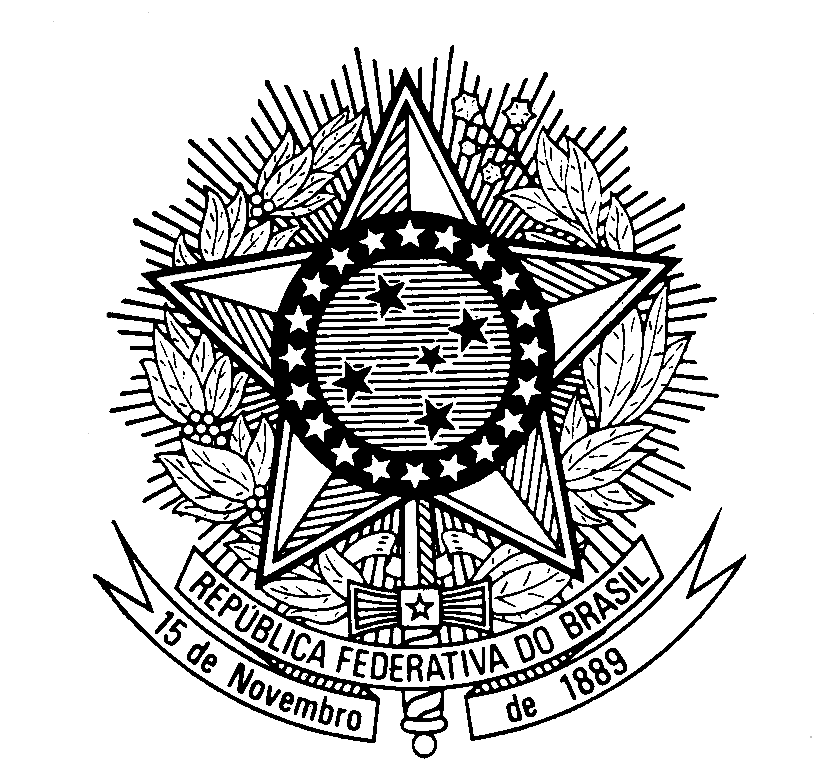 REPÚBLICA FEDERATIVA DO BRASIL
15 de Novembro de 1889